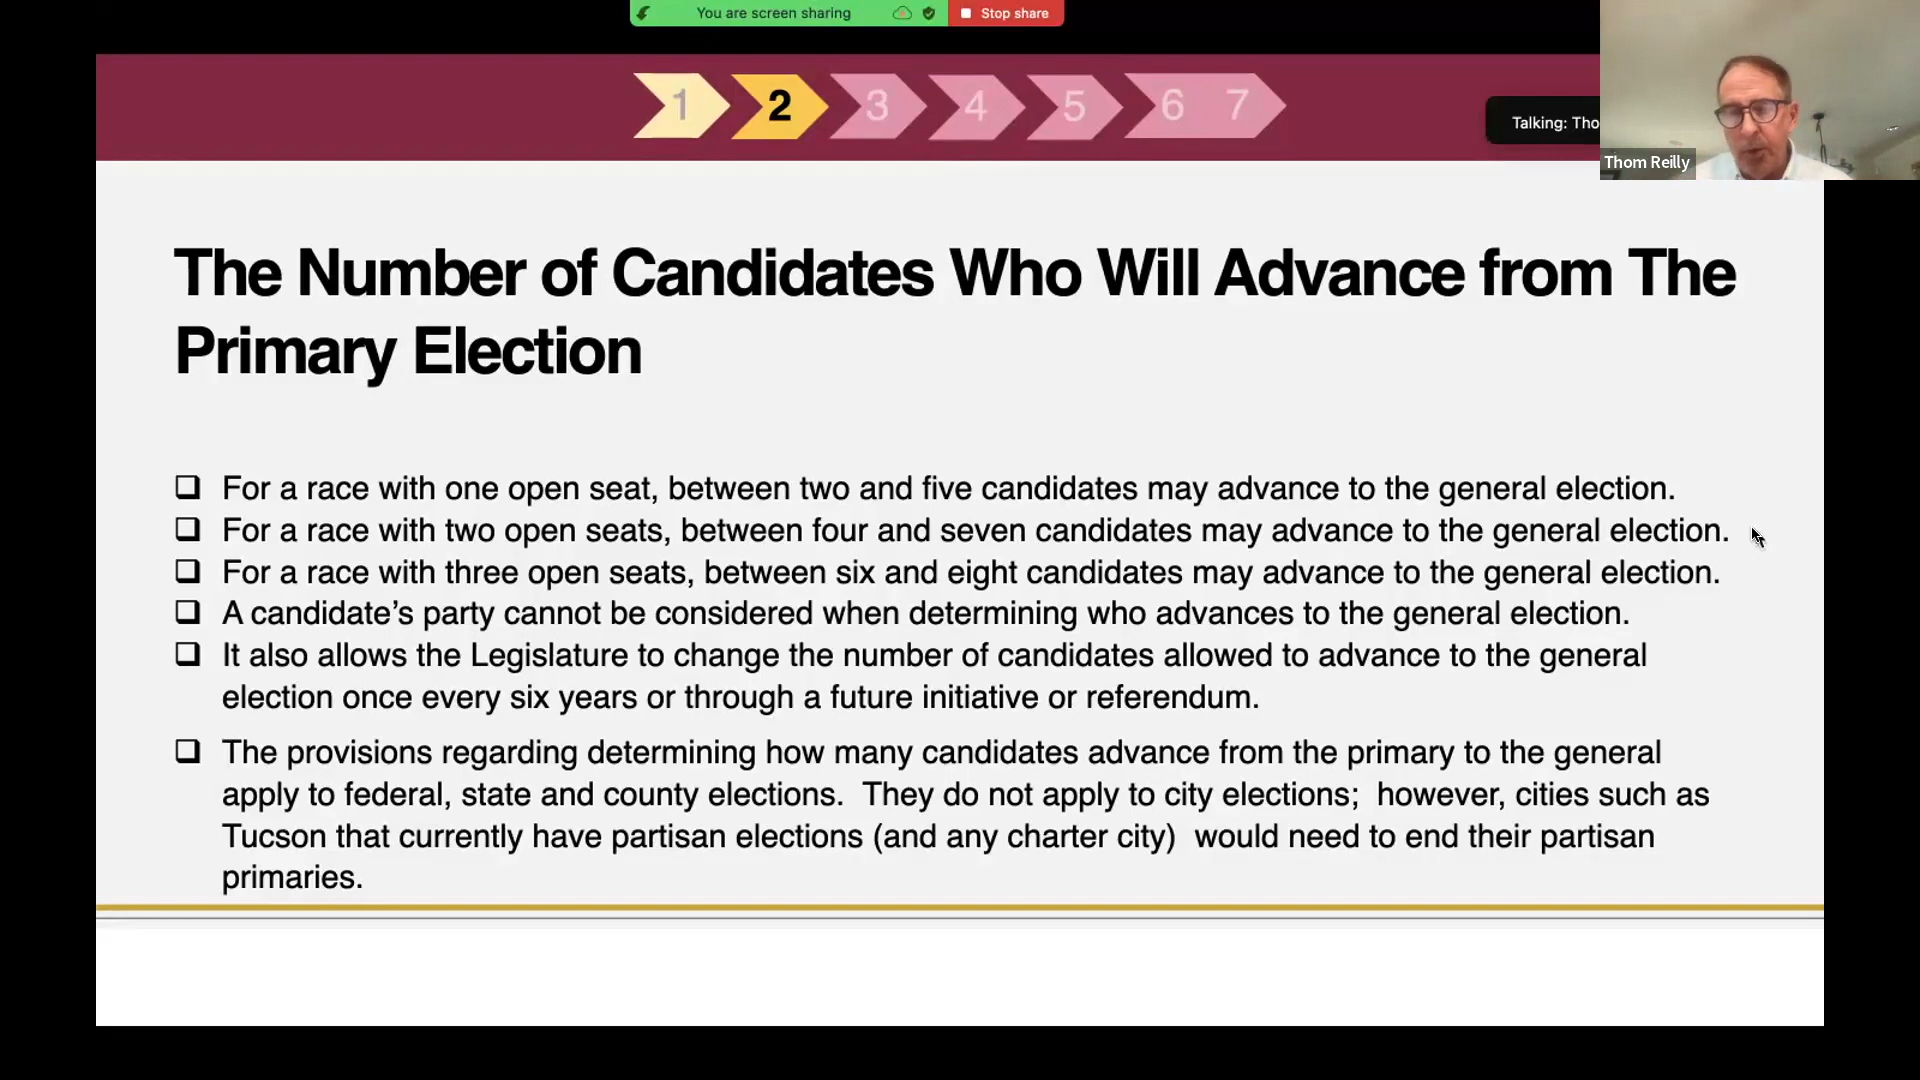 You are screen sharing
Stop share
1 2 3 4 5 6 7
Talking: Tho
Thom Reilly
The Number of Candidates Who Will Advance from The
Primary Election
For a race with one open seat, between two and five candidates may advance to the general election.
For a race with two open seats, between four and seven candidates may advance to the general election.
For a race with three open seats, between six and eight candidates may advance to the general election.
A candidate’s party cannot be considered when determining who advances to the general election.
It also allows the Legislature to change the number of candidates allowed to advance to the general
election once every six years or through a future initiative or referendum.
The provisions regarding determining how many candidates advance from the primary to the general
apply to federal, state and county elections.  They do not apply to city elections;  however, cities such as
Tucson that currently have partisan elections (and any charter city)  would need to end their partisan
primaries.